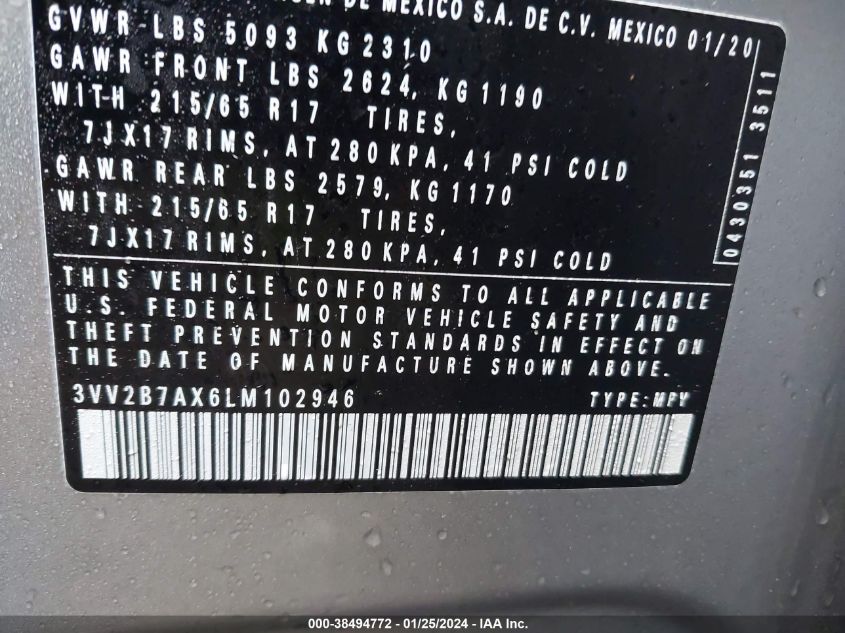 DE MEXICO S.A. DE C.V. MEXICO 01/20
GVWR LBS 5093 KG 2310
GAWR FRONT LBS 2624, KG 1190
WITH 215/65 R17 TIRES,
7JX17 RIMS, AT 280 KPA, 41 PSI COLD
GAWR REAR LBS 2579, KG 1170
WITH 215/65 R17 TIRES,
7JX17 RIMS, AT 280 KPA, 41 PSI COLD
0430351 3511
THIS VEHICLE CONFORMS TO ALL APPLICABLE
U.S. FEDERAL MOTOR VEHICLE SAFETY AND
THEFT PREVENTION STANDARDS IN EFFECT ON
THE DATE OF MANUFACTURE SHOWN ABOVE.
3VV2B7AX6LM102946 TYPE:MPV
000-38494772 - 01/25/2024 - IAA Inc.